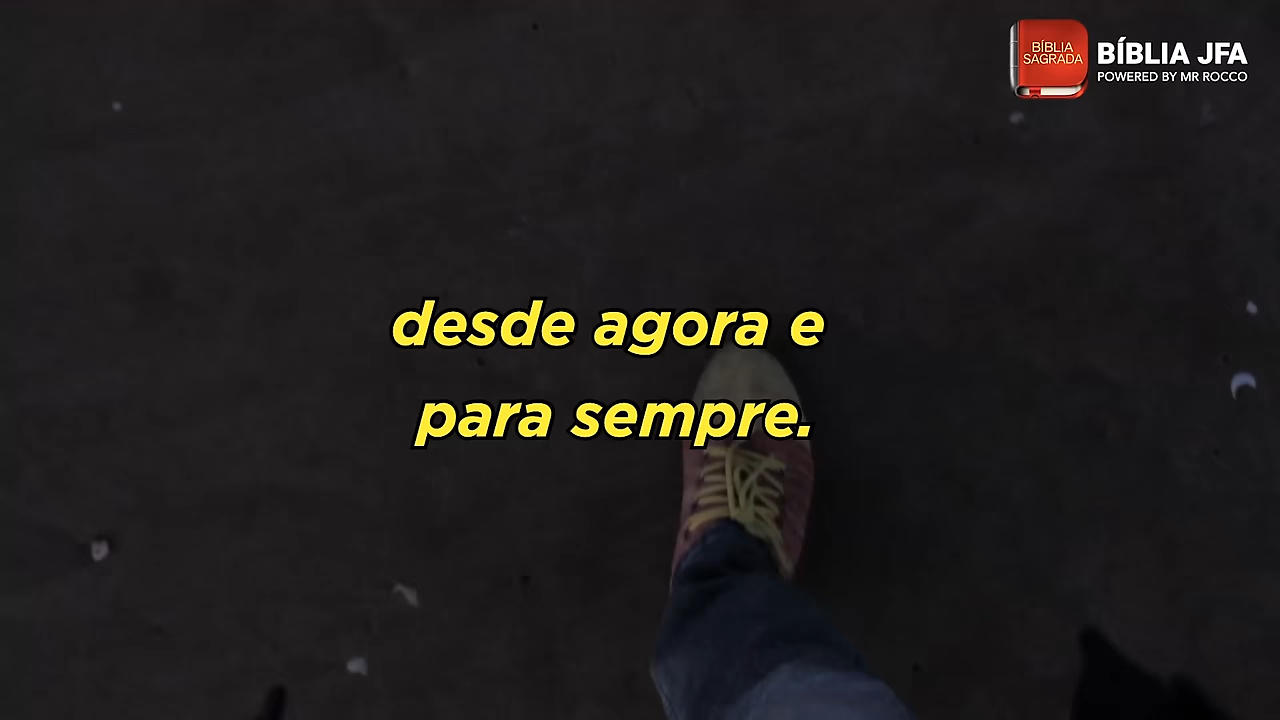 BÍBLIA
SAGRADA
BÍBLIA JFA
POWERED BY MR ROCCO
desde agora e
para sempre.